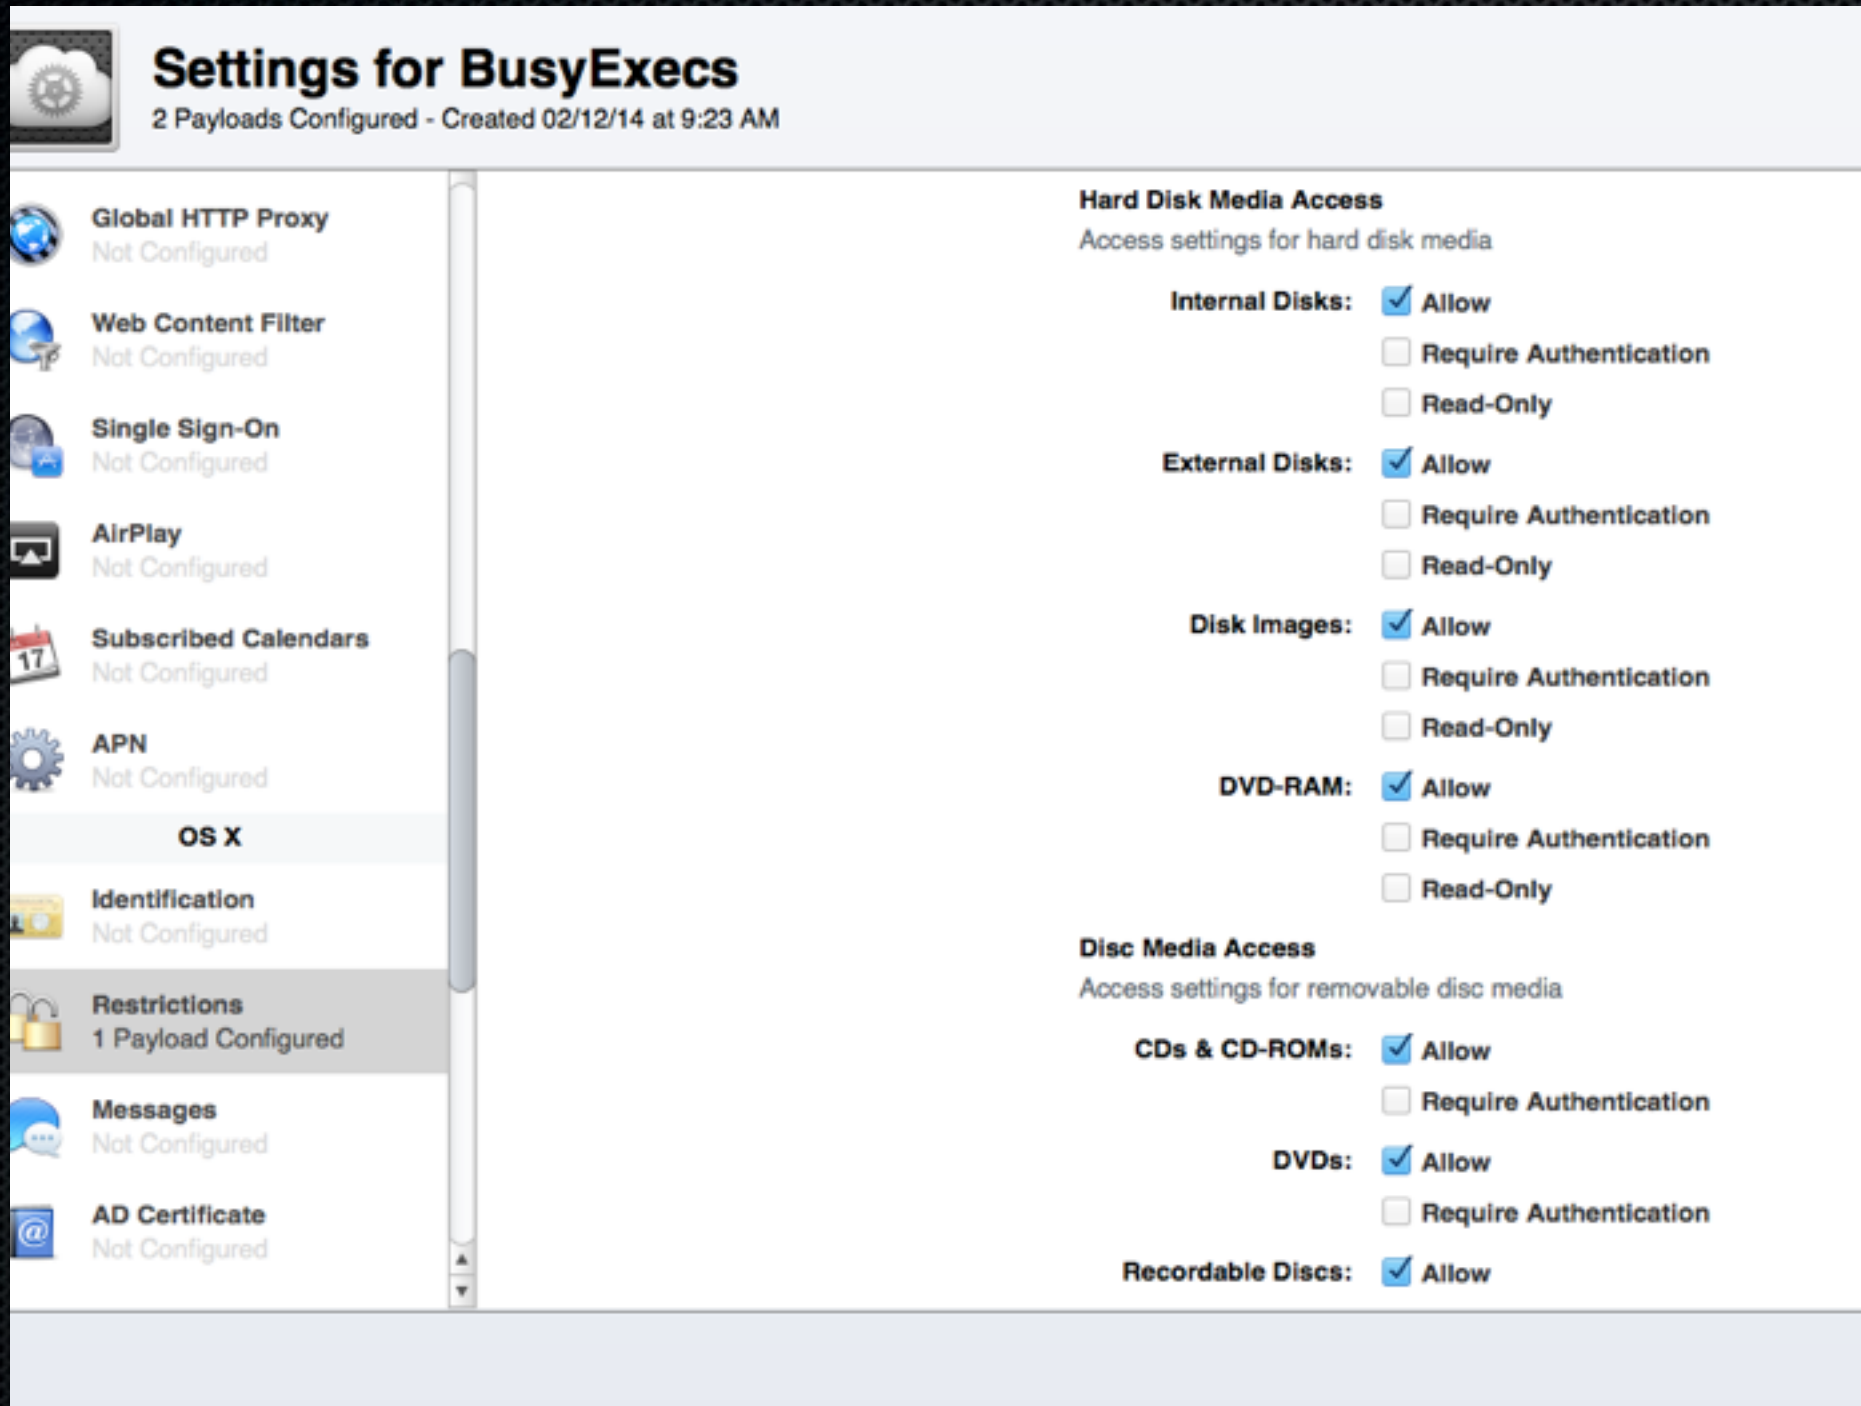 Settings for BusyExecs
2 Payloads Configured - Created 02/12/14 at 9:23 AM
Global HTTP Proxy
Not Configured
Web Content Filter
Not Configured
Single Sign-On
Not Configured
AirPlay
Not Configured
17
Subscribed Calendars
Not Configured
APN
Not Configured
OS X
Identification
Not Configured
Restrictions
1 Payload Configured
Messages
Not Configured
@
AD Certificate
Not Configured
Hard Disk Media Access
Access settings for hard disk media
Internal Disks: Allow
Require Authentication
Read-Only
External Disks: Allow
Require Authentication
Read-Only
Disk Images: Allow
Require Authentication
Read-Only
DVD-RAM: Allow
Require Authentication
Read-Only
Disc Media Access
Access settings for removable disc media
CDs & CD-ROMs: Allow
Require Authentication
DVDs: Allow
Require Authentication
Recordable Discs: Allow